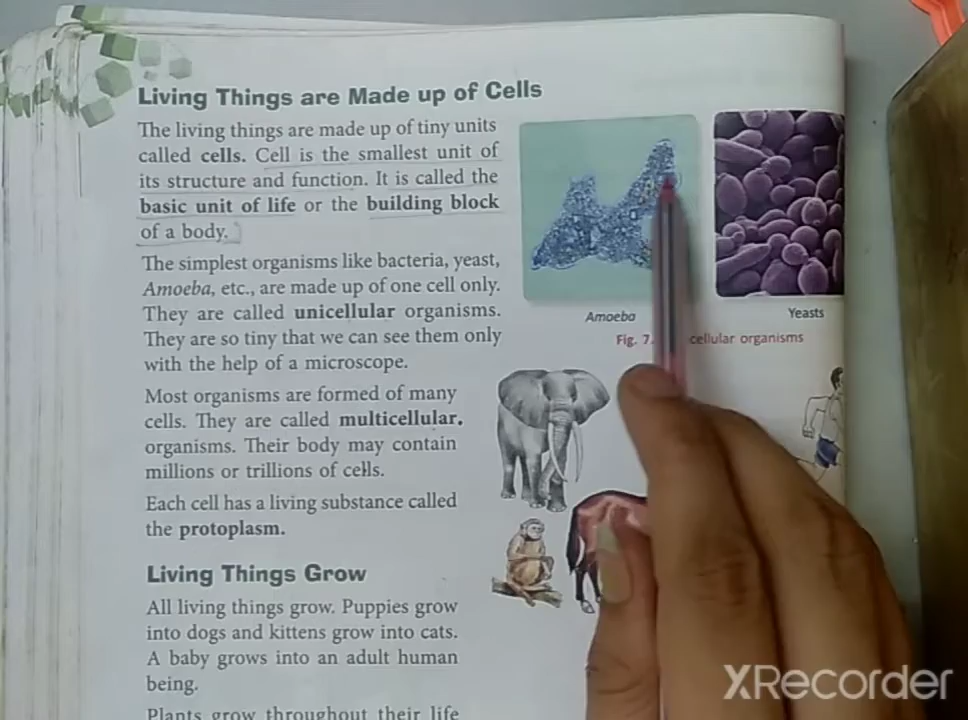 Living Things are Made up of Cells
The living things are made up of tiny units
called cells. Cell is the smallest unit of
its structure and function. It is called the
basic unit of life or the building block
of a body.
The simplest organisms like bacteria, yeast,
Amoeba, etc., are made up of one cell only.
They are called unicellular organisms.
They are so tiny that we can see them only
with the help of a microscope.
Most organisms are formed of many
cells. They are called multicellular.
organisms. Their body may contain
millions or trillions of cells.
Each cell has a living substance called
the protoplasm.
Living Things Grow
All living things grow. Puppies grow
into dogs and kittens grow into cats.
A baby grows into an adult human
being.
Plants grow throughout their life
Amoeba
Yeasts
Fig. 7. cellular organisms
XRecorder